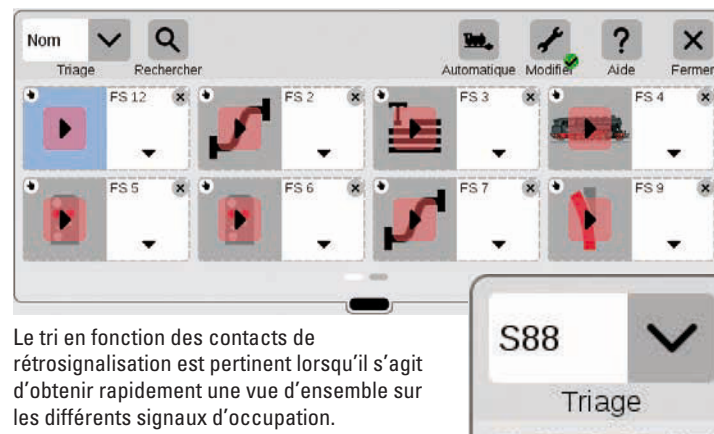 Nom
Triage Rechercher Automatique Modifier Aide Fermer
FS 12 FS 2 FS 3 FS 4
FS 5 FS 6 FS 7 FS 9
Le tri en fonction des contacts de
rétrosignalisation est pertinent lorsqu'il s'agit
d'obtenir rapidement une vue d'ensemble sur
les différents signaux d'occupation.
S88
Triage